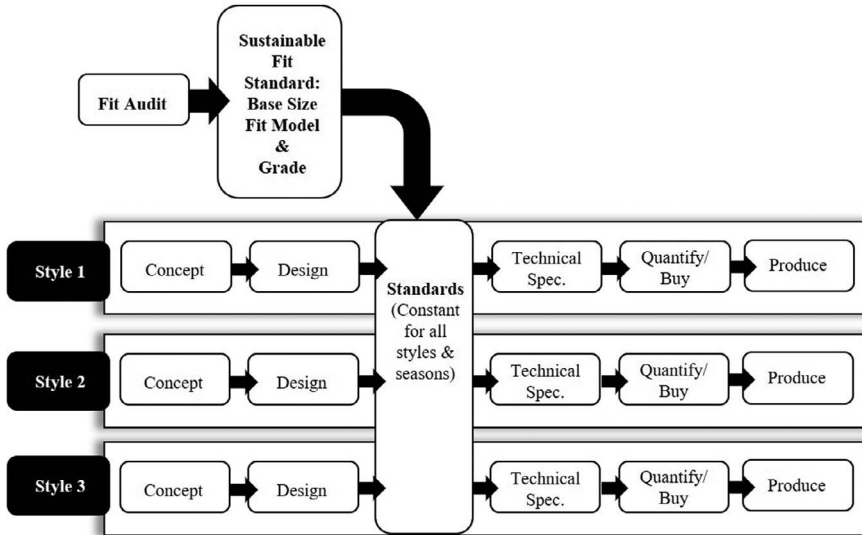 Sustainable
Fit
Standard:
Base Size
Fit Model
&
Grade
Fit Audit
Standards
(Constant
for all
styles &
seasons)
Style 1
Concept
Design
Technical
Spec.
Quantify/
Buy
Produce
Style 2
Concept
Design
Technical
Spec.
Quantify/
Buy
Produce
Style 3
Concept
Design
Technical
Spec.
Quantify/
Buy
Produce